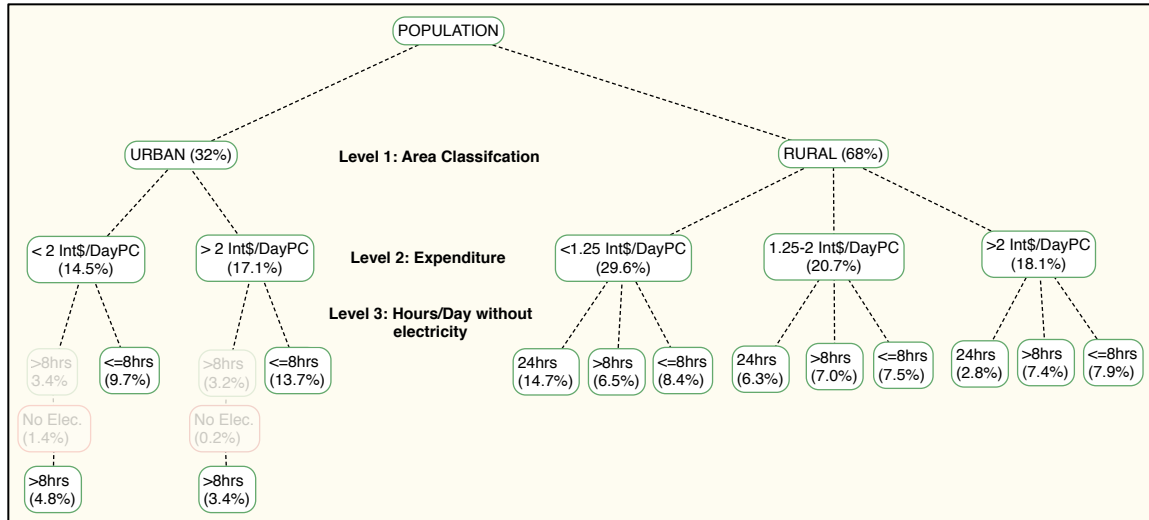 POPULATION
URBAN (32%)
Level 1: Area Classifcation
RURAL (68%)
< 2 Int$/DayPC
(14.5%)
> 2 Int$/DayPC
(17.1%)
Level 2: Expenditure
<1.25 Int$/DayPC
(29.6%)
1.25-2 Int$/DayPC
(20.7%)
>2 Int$/DayPC
(18.1%)
Level 3: Hours/Day without
electricity
>8hrs
3.4%
<=8hrs
(9.7%)
>8hrs
(3.2%)
<=8hrs
(13.7%)
24hrs
(14.7%)
>8hrs
(6.5%)
<=8hrs
(8.4%)
24hrs
(6.3%)
>8hrs
(7.0%)
<=8hrs
(7.5%)
24hrs
(2.8%)
>8hrs
(7.4%)
<=8hrs
(7.9%)
No Elec.
(1.4%)
No Elec.
(0.2%)
>8hrs
(4.8%)
>8hrs
(3.4%)